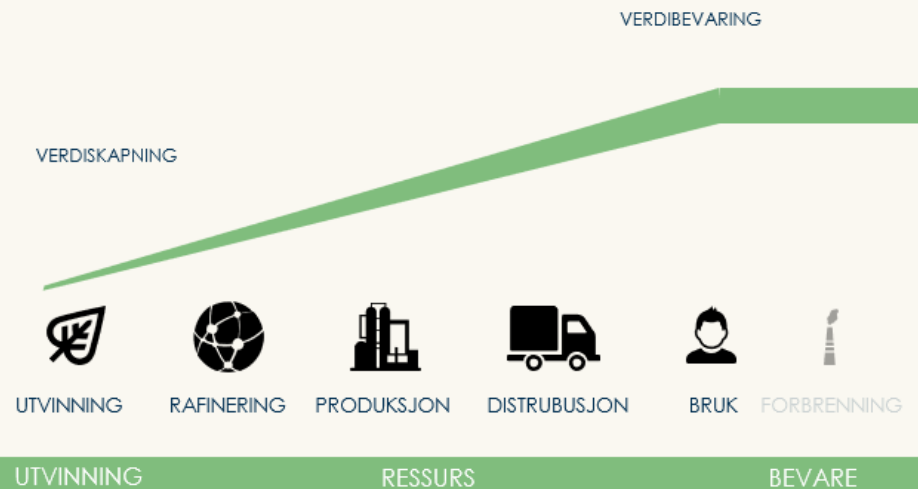 VERDIBEVARING
VERDISKAPNING
UTVINNING RAFINERING PRODUKSJON DISTRUBUSJON BRUK FORBRENNING
UTVINNING RESSURS BEVARE